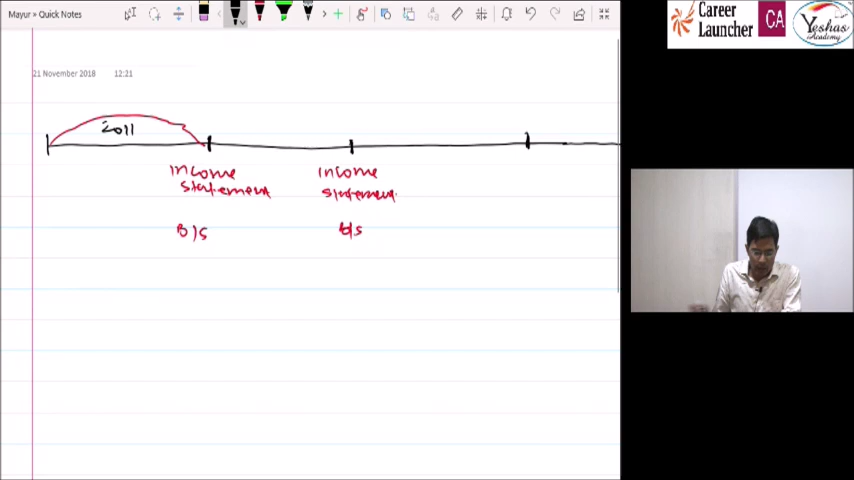 Mayur » Quick Notes
Career
Launcher
CA
Yeshas
Academy
21 November 2018 12:21
2011
Income
Statement
Income
Statement
B/S
B/S